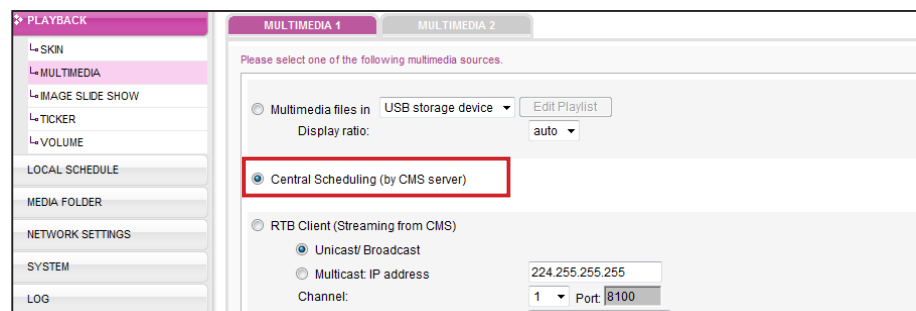 PLAYBACK
SKIN
MULTIMEDIA
IMAGE SLIDE SHOW
TICKER
VOLUME
LOCAL SCHEDULE
MEDIA FOLDER
NETWORK SETTINGS
SYSTEM
LOG
MULTIMEDIA 1 MULTIMEDIA 2
Please select one of the following multimedia sources.
Multimedia files in USB storage device Edit Playlist
Display ratio: auto
Central Scheduling (by CMS server)
RTB Client (Streaming from CMS)
Unicast/ Broadcast
Multicast: IP address 224.255.255.255
Channel: 1 Port: 8100